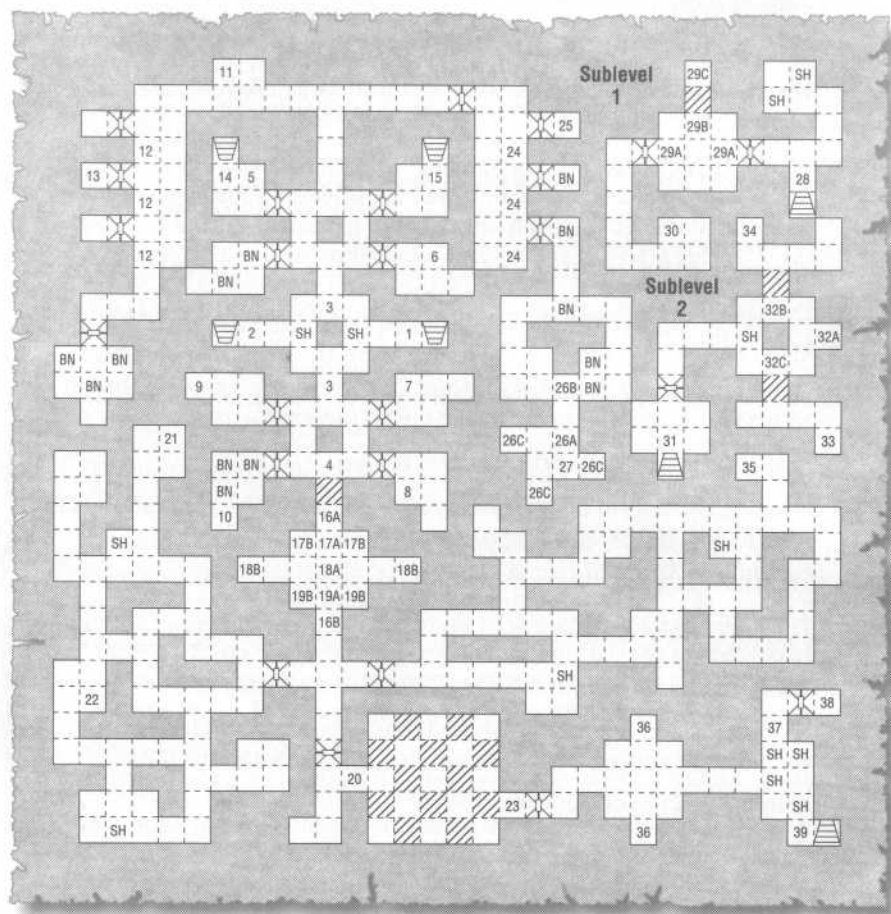 11
Sublevel
1
29C
SH
SH
25
29B
12
24
29A
29A
13
14
5
15
BN
28
12
24
BN
30
34
12
BN
6
24
BN
Sublevel
2
3
BN
32B
2
SH
SH
1
SH
32A
BN
BN
BN
32C
BN
9
3
7
26B
BN
21
26C
26A
31
33
BN
BN
4
27
26C
35
BN
8
26C
10
16A
SH
17B
17A
17B
SH
18B
18A
18B
19B
19A
19B
16B
SH
22
38
36
37
SH
SH
20
SH
23
SH
SH
36
39